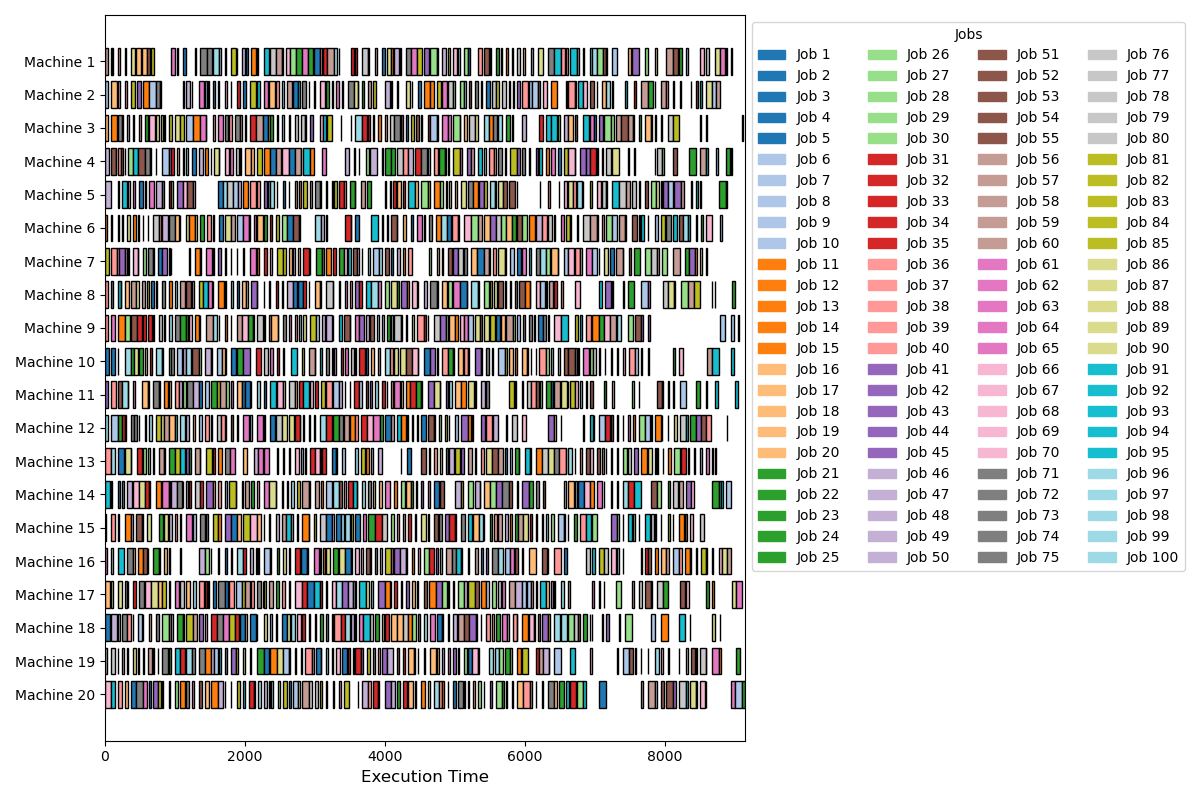 Jobs
Machine 1
Machine 2
Machine 3
Machine 4
Machine 5
Machine 6
Machine 7
Machine 8
Machine 9
Machine 10
Machine 11
Machine 12
Machine 13
Machine 14
Machine 15
Machine 16
Machine 17
Machine 18
Machine 19
Machine 20
0 2000 4000 6000 8000
Execution Time
Job 1 Job 26 Job 51 Job 76
Job 2 Job 27 Job 52 Job 77
Job 3 Job 28 Job 53 Job 78
Job 4 Job 29 Job 54 Job 79
Job 5 Job 30 Job 55 Job 80
Job 6 Job 31 Job 56 Job 81
Job 7 Job 32 Job 57 Job 82
Job 8 Job 33 Job 58 Job 83
Job 9 Job 34 Job 59 Job 84
Job 10 Job 35 Job 60 Job 85
Job 11 Job 36 Job 61 Job 86
Job 12 Job 37 Job 62 Job 87
Job 13 Job 38 Job 63 Job 88
Job 14 Job 39 Job 64 Job 89
Job 15 Job 40 Job 65 Job 90
Job 16 Job 41 Job 66 Job 91
Job 17 Job 42 Job 67 Job 92
Job 18 Job 43 Job 68 Job 93
Job 19 Job 44 Job 69 Job 94
Job 20 Job 45 Job 70 Job 95
Job 21 Job 46 Job 71 Job 96
Job 22 Job 47 Job 72 Job 97
Job 23 Job 48 Job 73 Job 98
Job 24 Job 49 Job 74 Job 99
Job 25 Job 50 Job 75 Job 100